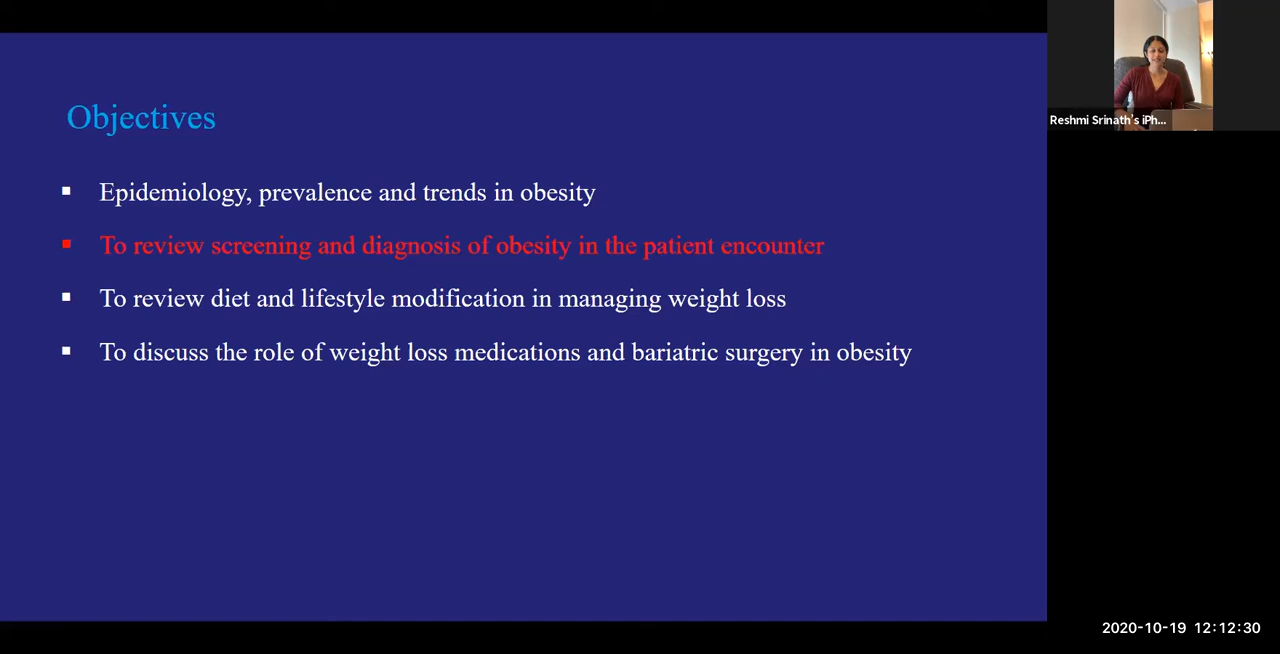 Objectives
▪ Epidemiology, prevalence and trends in obesity
▪ To review screening and diagnosis of obesity in the patient encounter
▪ To review diet and lifestyle modification in managing weight loss
▪ To discuss the role of weight loss medications and bariatric surgery in obesity
Reshmi Srinath's iPh...
2020-10-19 12:12:30